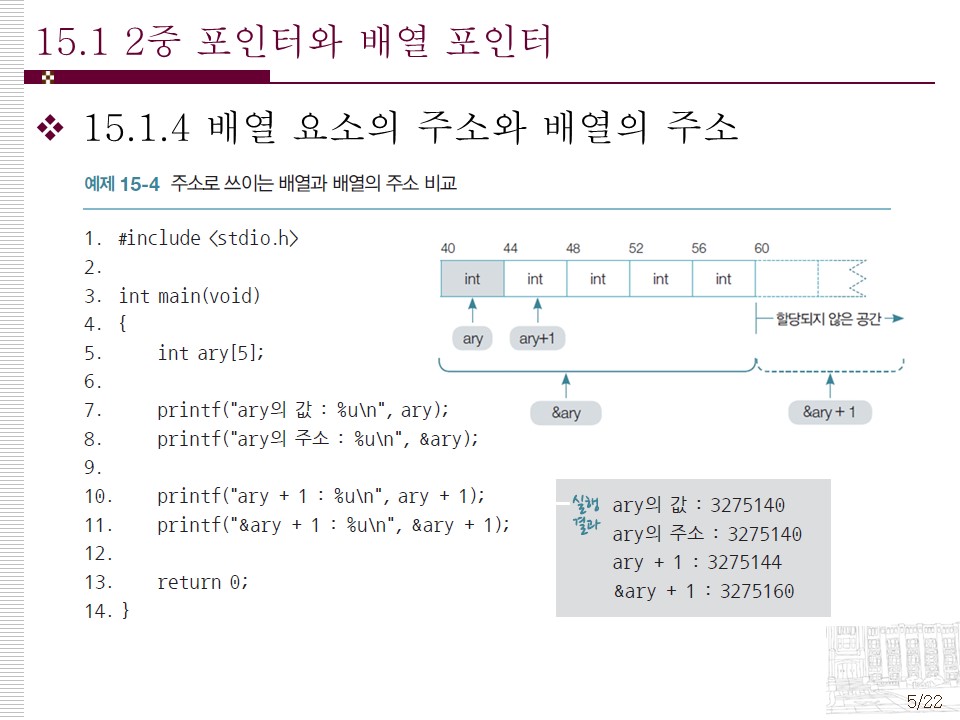 15.1 2중 포인터와 배열 포인터
❖ 15.1.4 배열 요소의 주소와 배열의 주소
예제 15-4 주소로 쓰이는 배열과 배열의 주소 비교
1. #include <stdio.h>
2.
3. int main(void)
4. {
5. int ary[5];
6.
7. printf("ary의 값 : %u\n", ary);
8. printf("ary의 주소 : %u\n", &ary);
9.
10. printf("ary + 1 : %u\n", ary + 1);
11. printf("&ary + 1 : %u\n", &ary + 1);
12.
13. return 0;
14. }
40 44 48 52 56 60
int int int int int
할당되지 않은 공간
ary ary+1
&ary &ary + 1
실행
결과
ary의 값 : 3275140
ary의 주소 : 3275140
ary + 1 : 3275144
&ary + 1 : 3275160
5/22